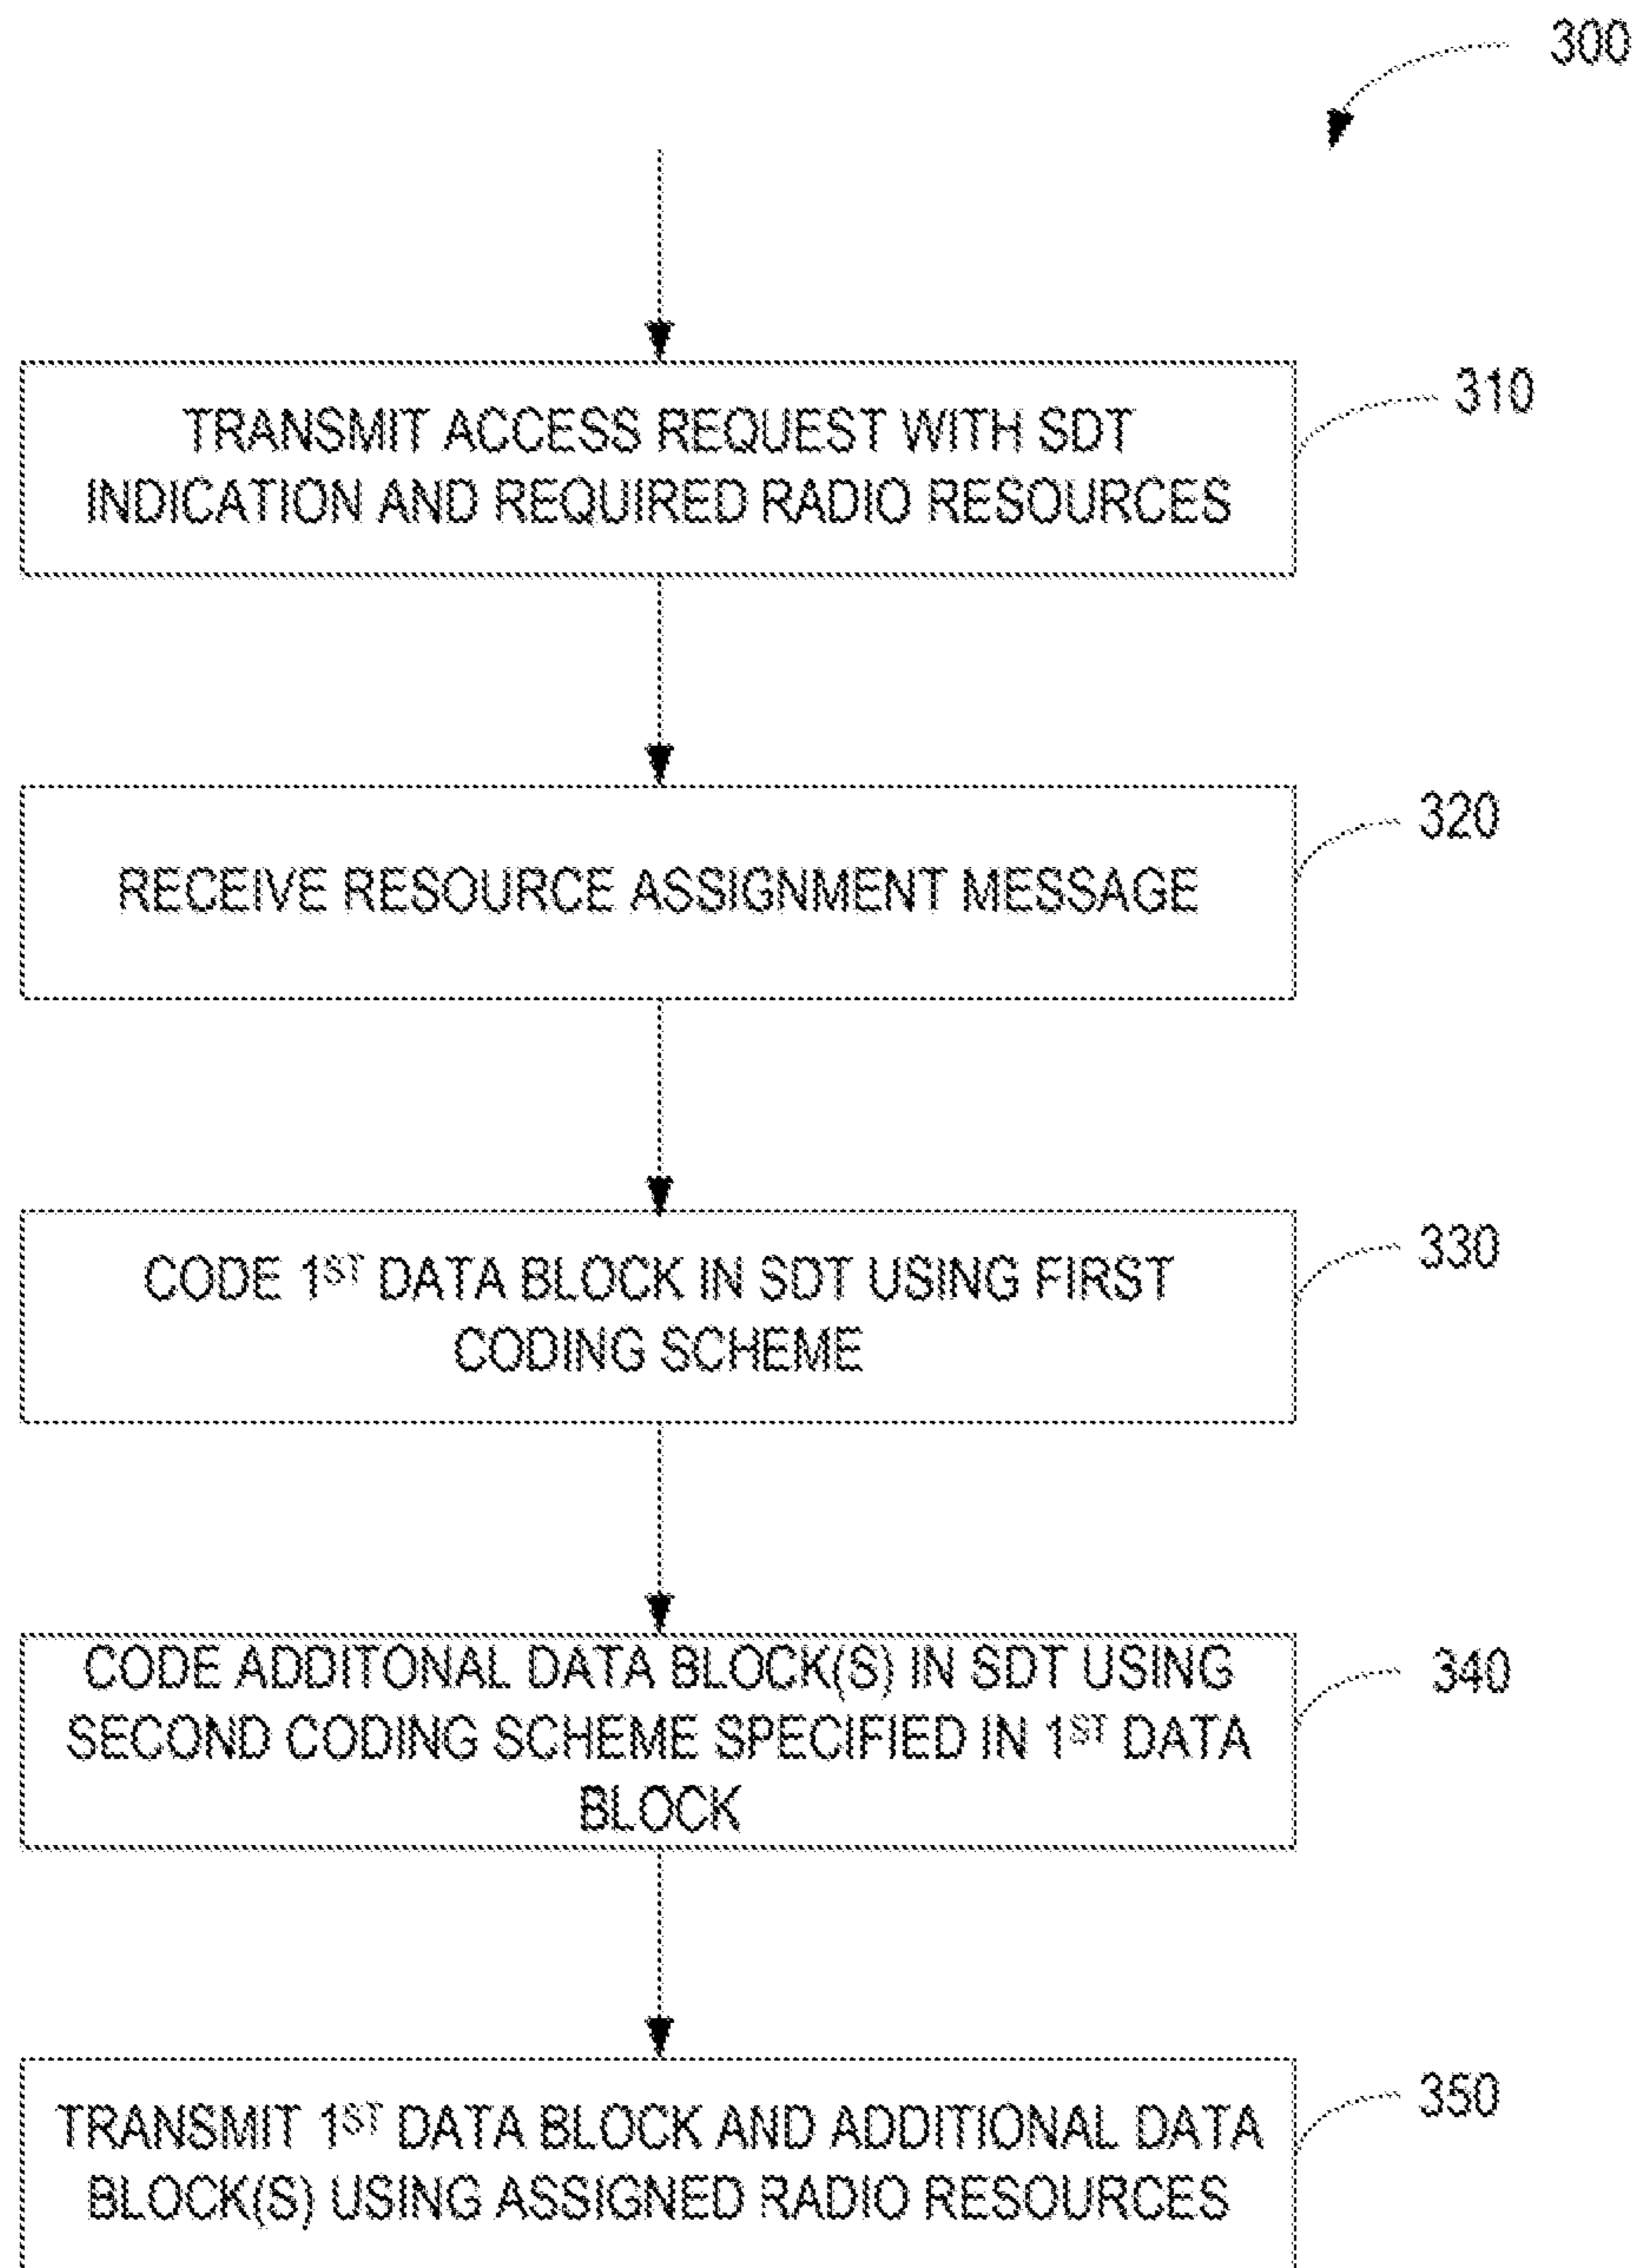 300
TRANSMIT ACCESS REQUEST WITH SDT
INDICATION AND REQUIRED RADIO RESOURCES
310
RECEIVE RESOURCE ASSIGNMENT MESSAGE
320
CODE 1ST DATA BLOCK IN SDT USING FIRST
CODING SCHEME
330
CODE ADDITONAL DATA BLOCK(S) IN SDT USING
SECOND CODING SCHEME SPECIFIED IN 1ST DATA
BLOCK
340
TRANSMIT 1ST DATA BLOCK AND ADDITIONAL DATA
BLOCK(S) USING ASSIGNED RADIO RESOURCES
350